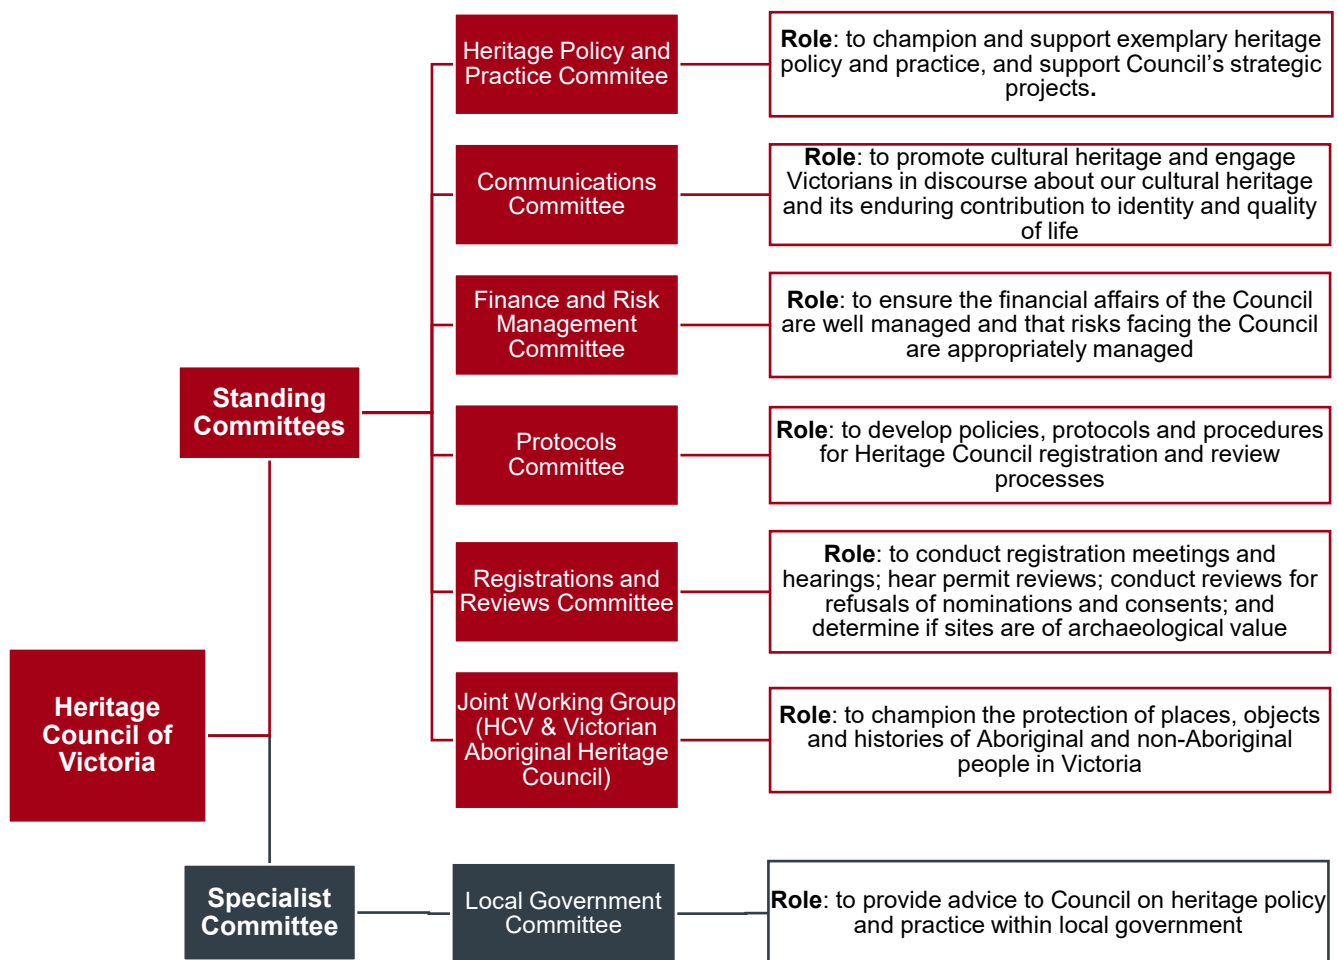 Heritage Policy and
Practice Commitee
Role: to champion and support exemplary heritage
policy and practice, and support Council's strategic
projects.
Communications
Committee
Role: to promote cultural heritage and engage
Victorians in discourse about our cultural heritage
and its enduring contribution to identity and quality
of life
Finance and Risk
Management
Committee
Role: to ensure the financial affairs of the Council
are well managed and that risks facing the Council
are appropriately managed
Standing
Committees
Protocols
Committee
Role: to develop policies, protocols and procedures
for Heritage Council registration and review
processes
Registrations and
Reviews Committee
Role: to conduct registration meetings and
hearings; hear permit reviews; conduct reviews for
refusals of nominations and consents; and
determine if sites are of archaeological value
Heritage
Council of
Victoria
Joint Working Group
(HCV & Victorian
Aboriginal Heritage
Council)
Role: to champion the protection of places, objects
and histories of Aboriginal and non-Aboriginal
people in Victoria
Specialist
Committee
Local Government
Committee
Role: to provide advice to Council on heritage policy
and practice within local government